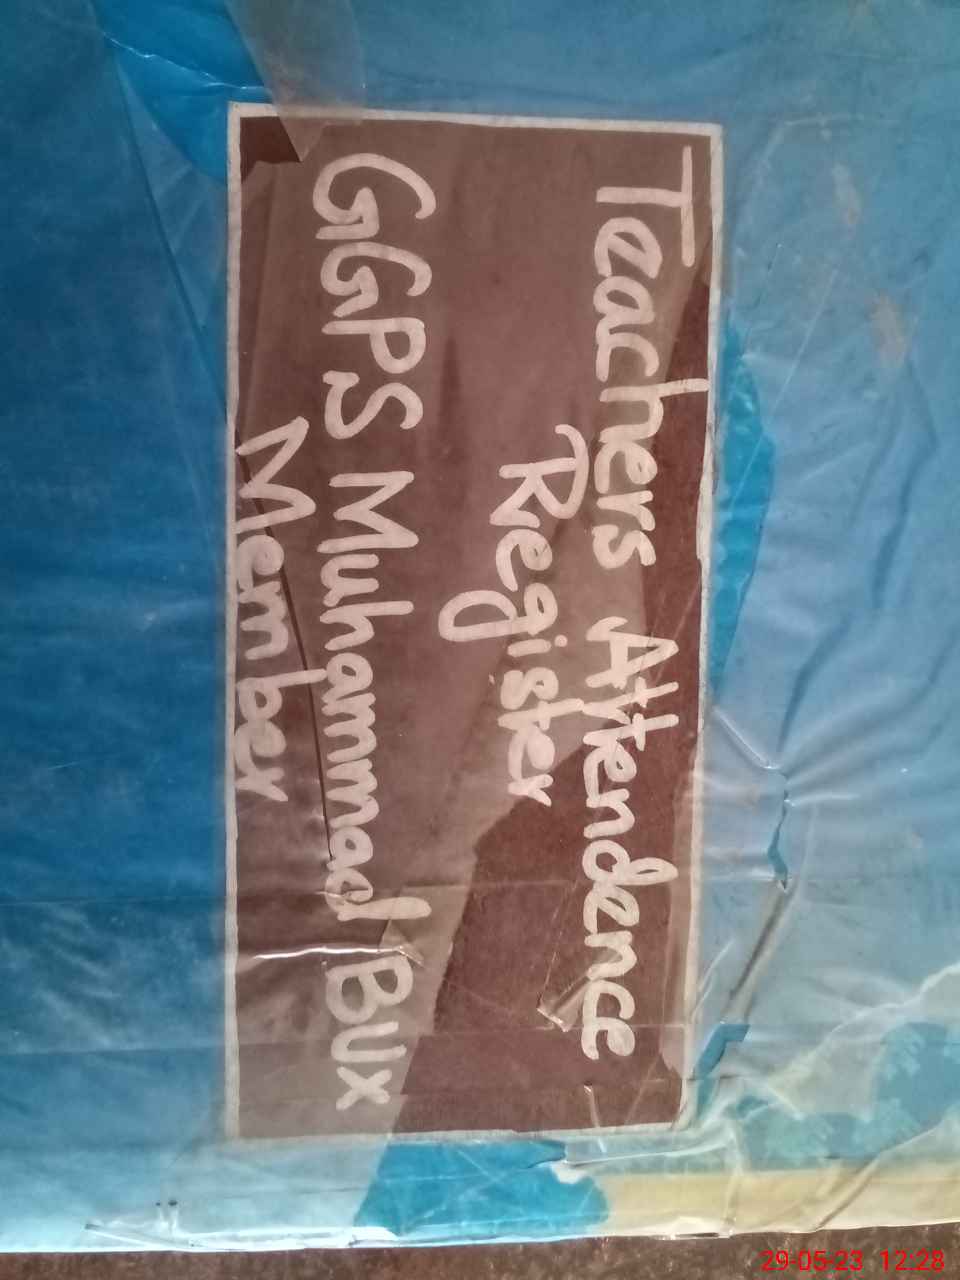 Teachers Attendence
Register
GGPS Muhammad Bux
Member
29-05-23 12:28